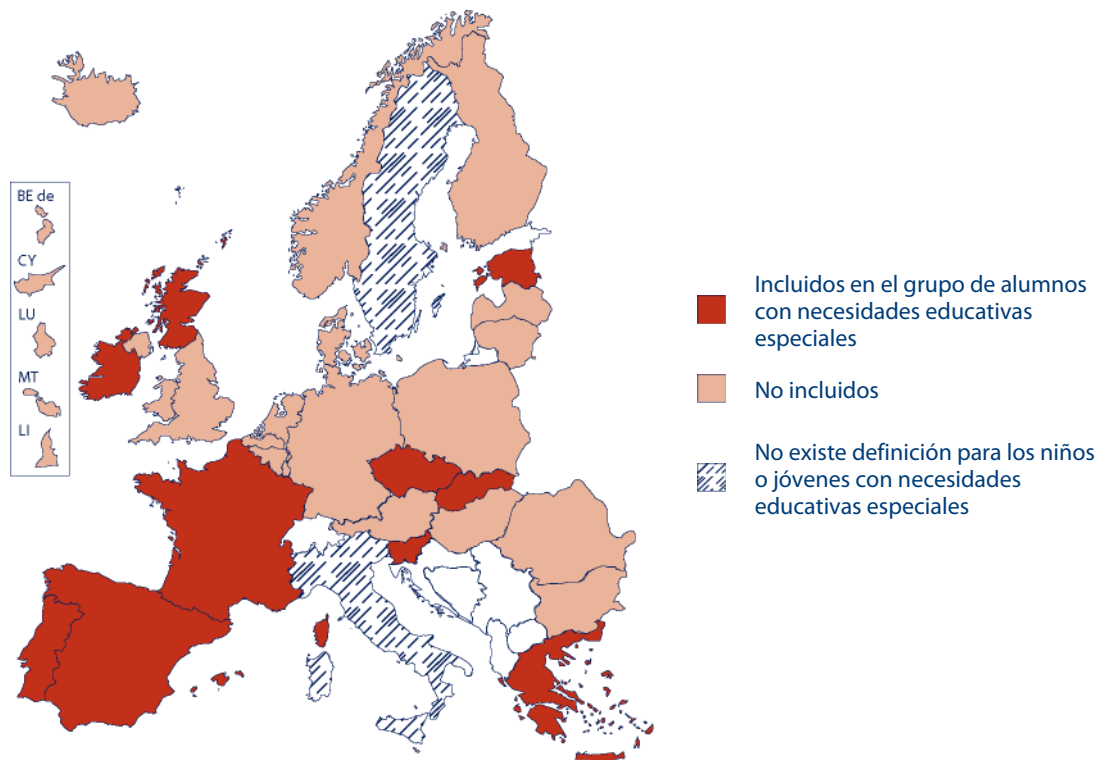 BE de
CY
LU
MT
LI
Incluidos en el grupo de alumnos
con necesidades educativas
especiales
No incluidos
No existe definición para los niños
o jóvenes con necesidades
educativas especiales